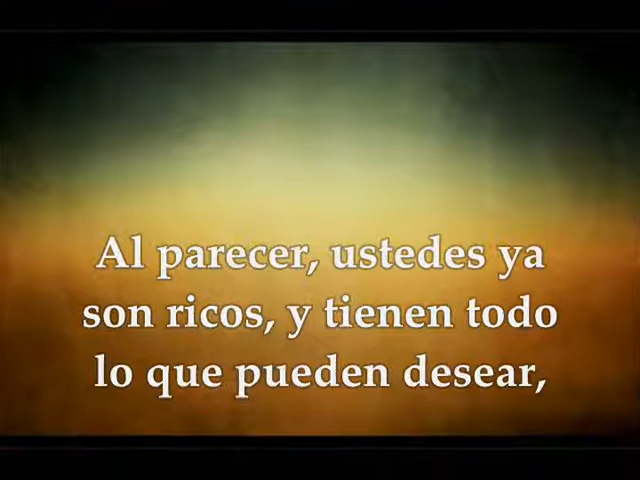 Al parecer, ustedes ya
son ricos, y tienen todo
lo que pueden desear,